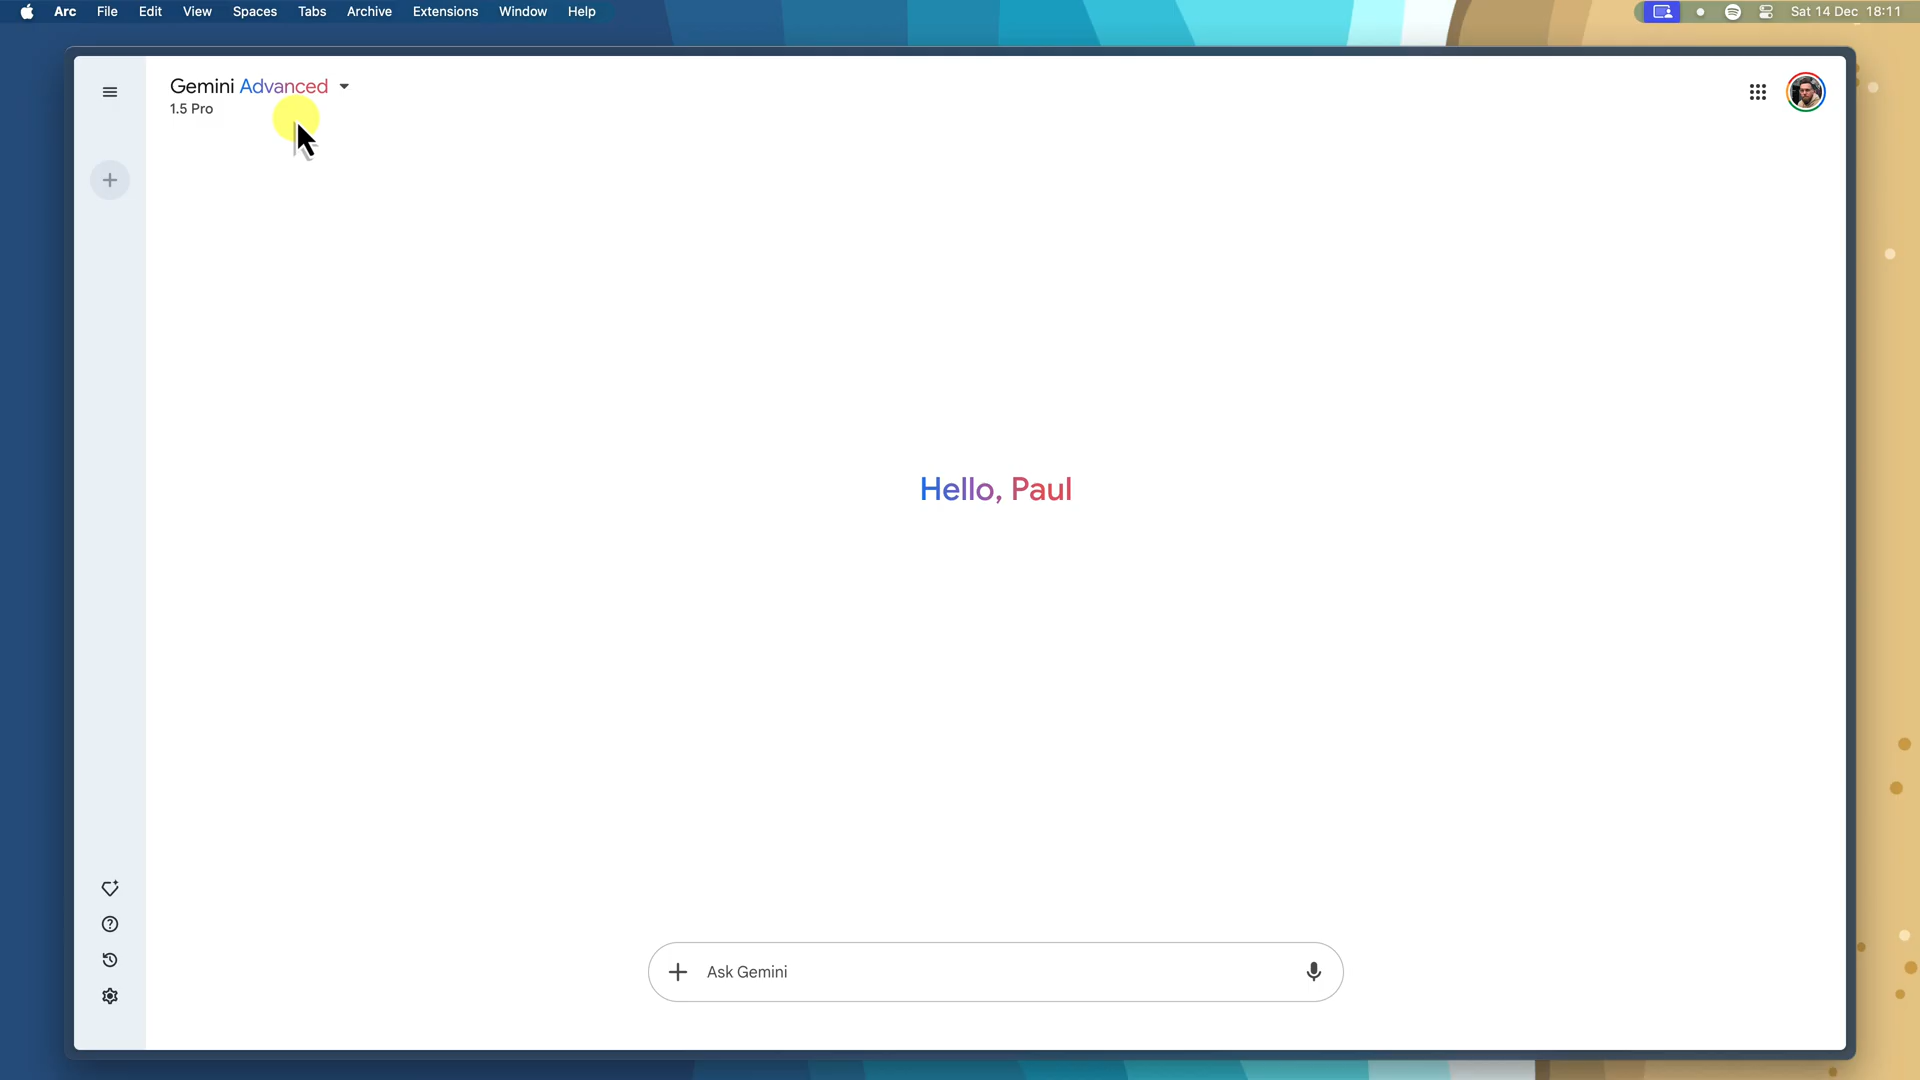 Arc File Edit View Spaces Tabs Archive Extensions Window Help Sat 14 Dec 18:11
Gemini Advanced
1.5 Pro
Hello, Paul
Ask Gemini